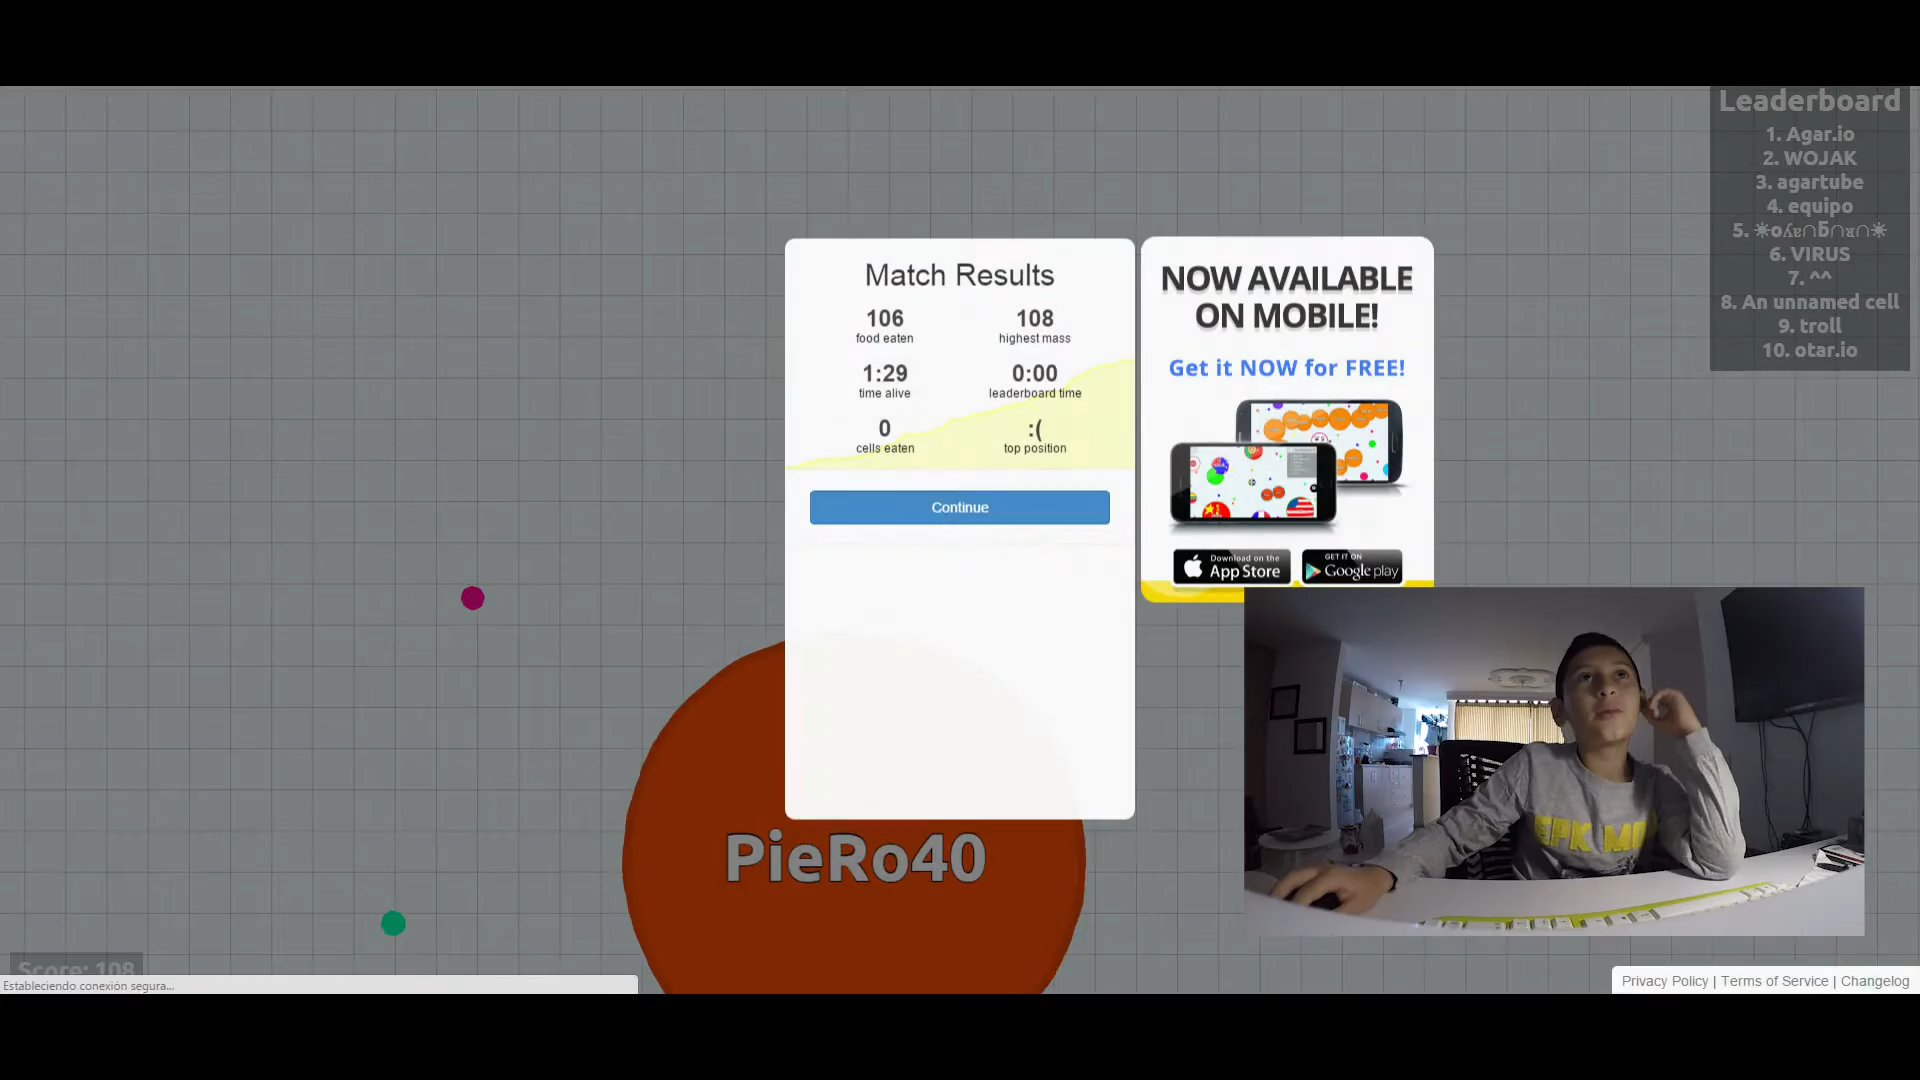 Leaderboard
1. Agar.io
2. WOJAK
3. agartube
4. equipo
6. VIRUS
7. ^^
8. An unnamed cell
9. troll
10. otar.io
Match Results
106
food eaten
108
highest mass
1:29
time alive
0:00
leaderboard time
0
cells eaten
:(
top position
Continue
NOW AVAILABLE
ON MOBILE!
Get it NOW for FREE!
Download on the
App Store
GET IT ON
Google play
PieRo40
Score: 108
Estableciendo conexión segura...
Privacy Policy | Terms of Service | Changelog